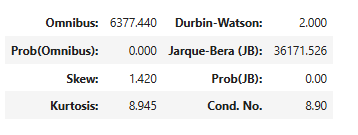 Omnibus: 6377.440 Durbin-Watson: 2.000
Prob(Omnibus): 0.000 Jarque-Bera (JB): 36171.526
Skew: 1.420 Prob(JB): 0.00
Kurtosis: 8.945 Cond. No. 8.90